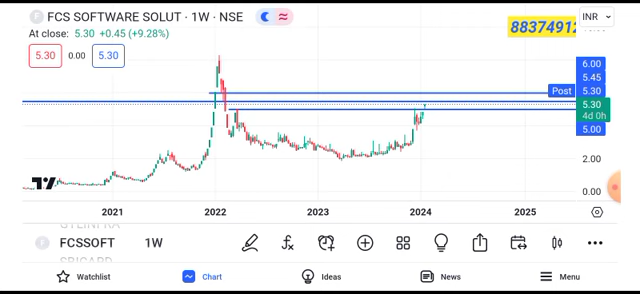 FCS SOFTWARE SOLUT · 1W · NSE
At close: 5.30 +0.45 (+9.28%)
5.30 0.00 5.30
INR
6.00
5.45
Post 5.30
5.30
4d 0h
5.00
2.00
0.00
2021 2022 2023 2024 2025
F FCSSOFT 1W
Watchlist Chart Ideas News Menu